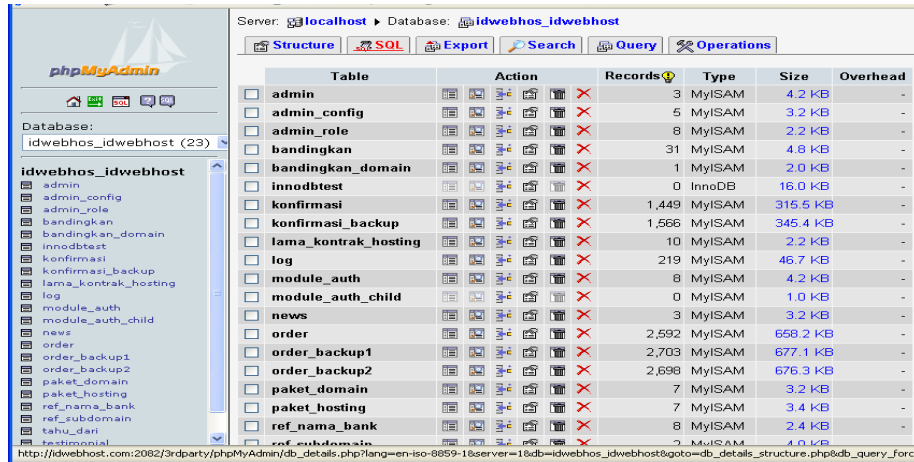 Server: localhost ▸ Database: idwebhos_idwebhost
Structure SQL Export Search Query Operations
phpMyAdmin
Database:
idwebhos_idwebhost (23)
idwebhos_idwebhost
admin
admin_config
admin_role
bandingkan
bandingkan_domain
innodbtest
konfirmasi
konfirmasi_backup
lama_kontrak_hosting
log
module_auth
module_auth_child
news
order
order_backup1
order_backup2
paket_domain
paket_hosting
ref_nama_bank
ref_subdomain
tahu_dari
testimonial
Table Action Records Type Size Overhead
admin 3 MyISAM 4.2 KB -
admin_config 5 MyISAM 3.2 KB -
admin_role 8 MyISAM 2.2 KB -
bandingkan 31 MyISAM 4.8 KB -
bandingkan_domain 1 MyISAM 2.0 KB -
innodbtest 0 InnoDB 16.0 KB -
konfirmasi 1,449 MyISAM 315.5 KB -
konfirmasi_backup 1,566 MyISAM 345.4 KB -
lama_kontrak_hosting 10 MyISAM 2.2 KB -
log 219 MyISAM 46.7 KB -
module_auth 8 MyISAM 4.2 KB -
module_auth_child 0 MyISAM 1.0 KB -
news 3 MyISAM 3.2 KB -
order 2,592 MyISAM 658.2 KB -
order_backup1 2,703 MyISAM 677.1 KB -
order_backup2 2,698 MyISAM 676.3 KB -
paket_domain 7 MyISAM 3.2 KB -
paket_hosting 7 MyISAM 3.4 KB -
ref_nama_bank 8 MyISAM 2.4 KB -
ref_subdomain 2 MyISAM 4.0 KB -
http://idwebhost.com:2082/3rdparty/phpMyAdmin/db_details.php?lang=en-iso-8859-1&server=1&db=idwebhos_idwebhost&goto=db_details_structure.php&db_query_forc